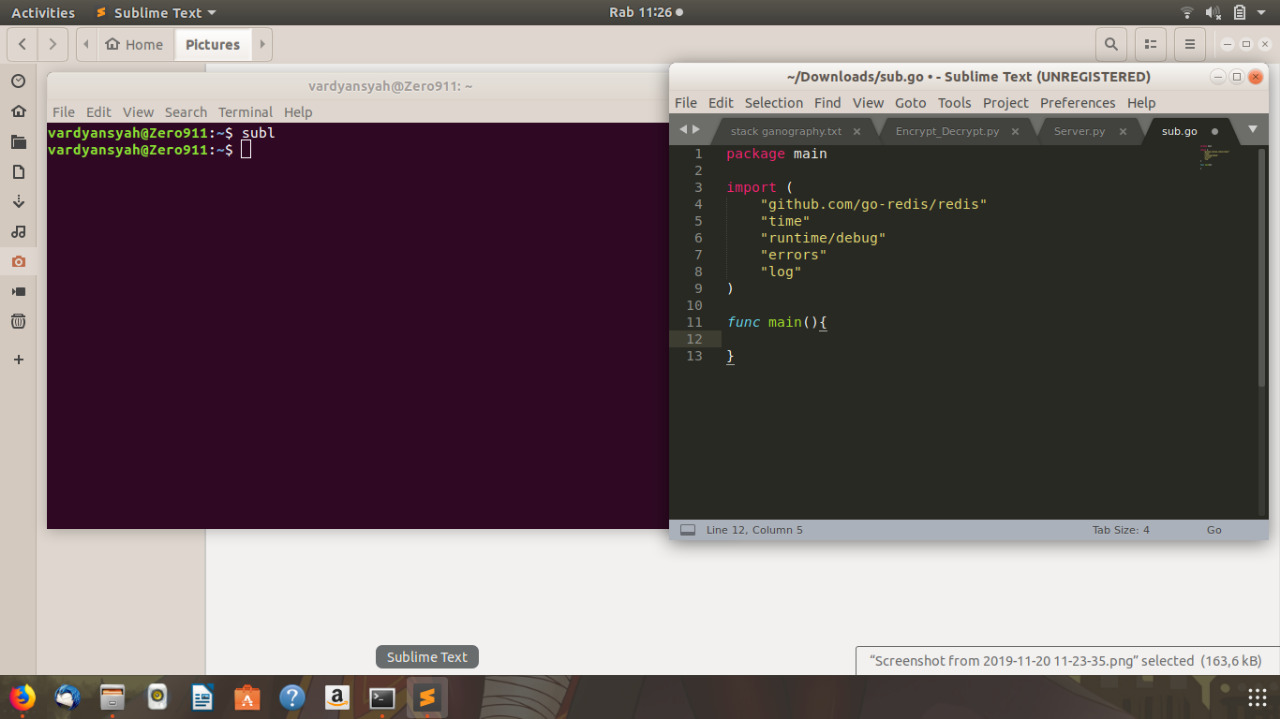 Activities Sublime Text Rab 11:26
Home Pictures
vardyansyah@Zero911: ~
File Edit View Search Terminal Help
vardyansyah@Zero911:~$ subl
vardyansyah@Zero911:~$
~/Downloads/sub.go • - Sublime Text (UNREGISTERED)
File Edit Selection Find View Goto Tools Project Preferences Help
stack ganography.txt Encrypt_Decrypt.py Server.py sub.go
1 package main
2
3 import (
4 "github.com/go-redis/redis"
5 "time"
6 "runtime/debug"
7 "errors"
8 "log"
9 )
10
11 func main(){
12
13 }
Line 12, Column 5 Tab Size: 4 Go
Sublime Text
“Screenshot from 2019-11-20 11-23-35.png” selected (163,6 kB)